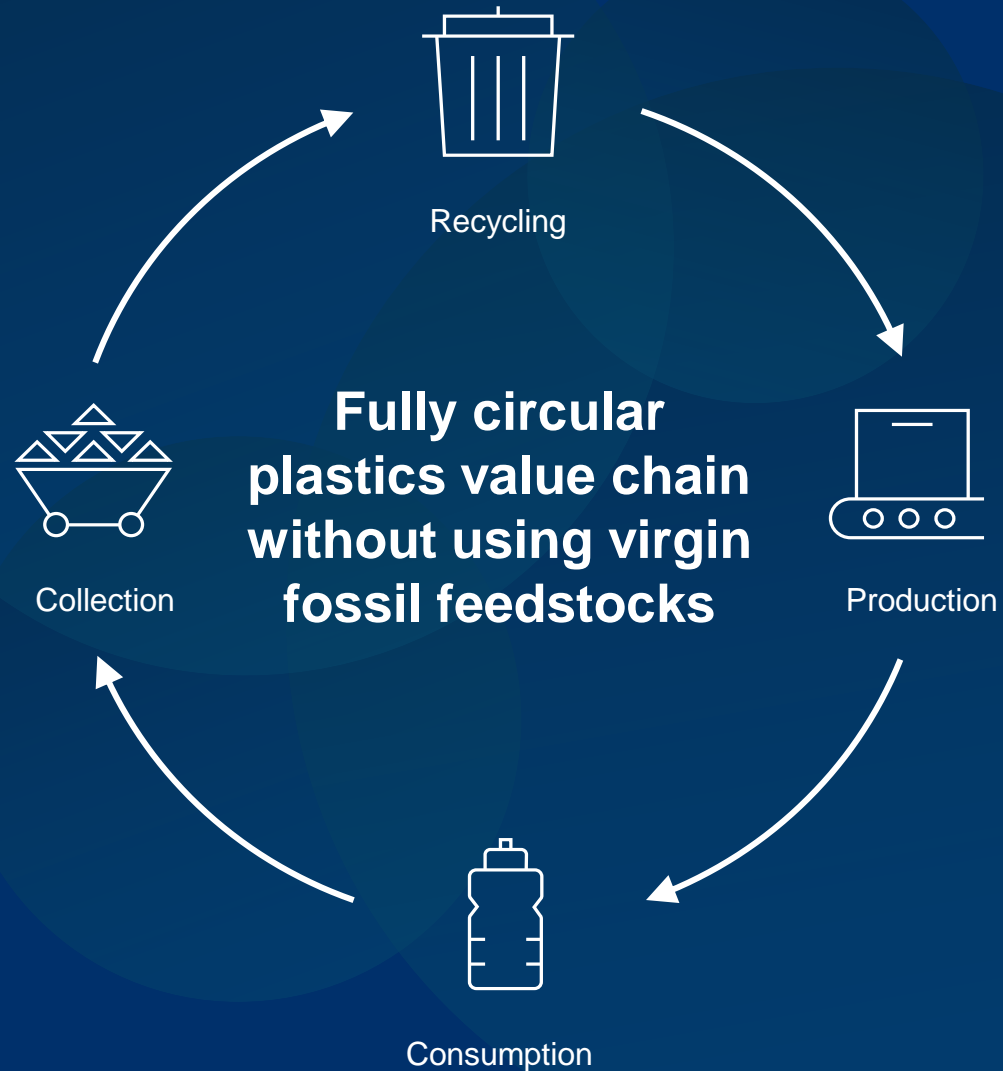 Recycling
Fully circular
plastics value chain
without using virgin
fossil feedstocks
Collection
Production
Consumption